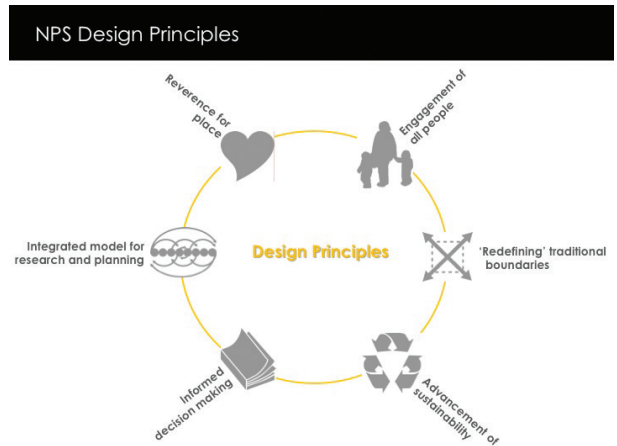 NPS Design Principles
Reverence for
place
Engagement of
all people
Integrated model for
research and planning
Design Principles
'Redefining' traditional
boundaries
Informed
decision making
Advancement of
sustainability